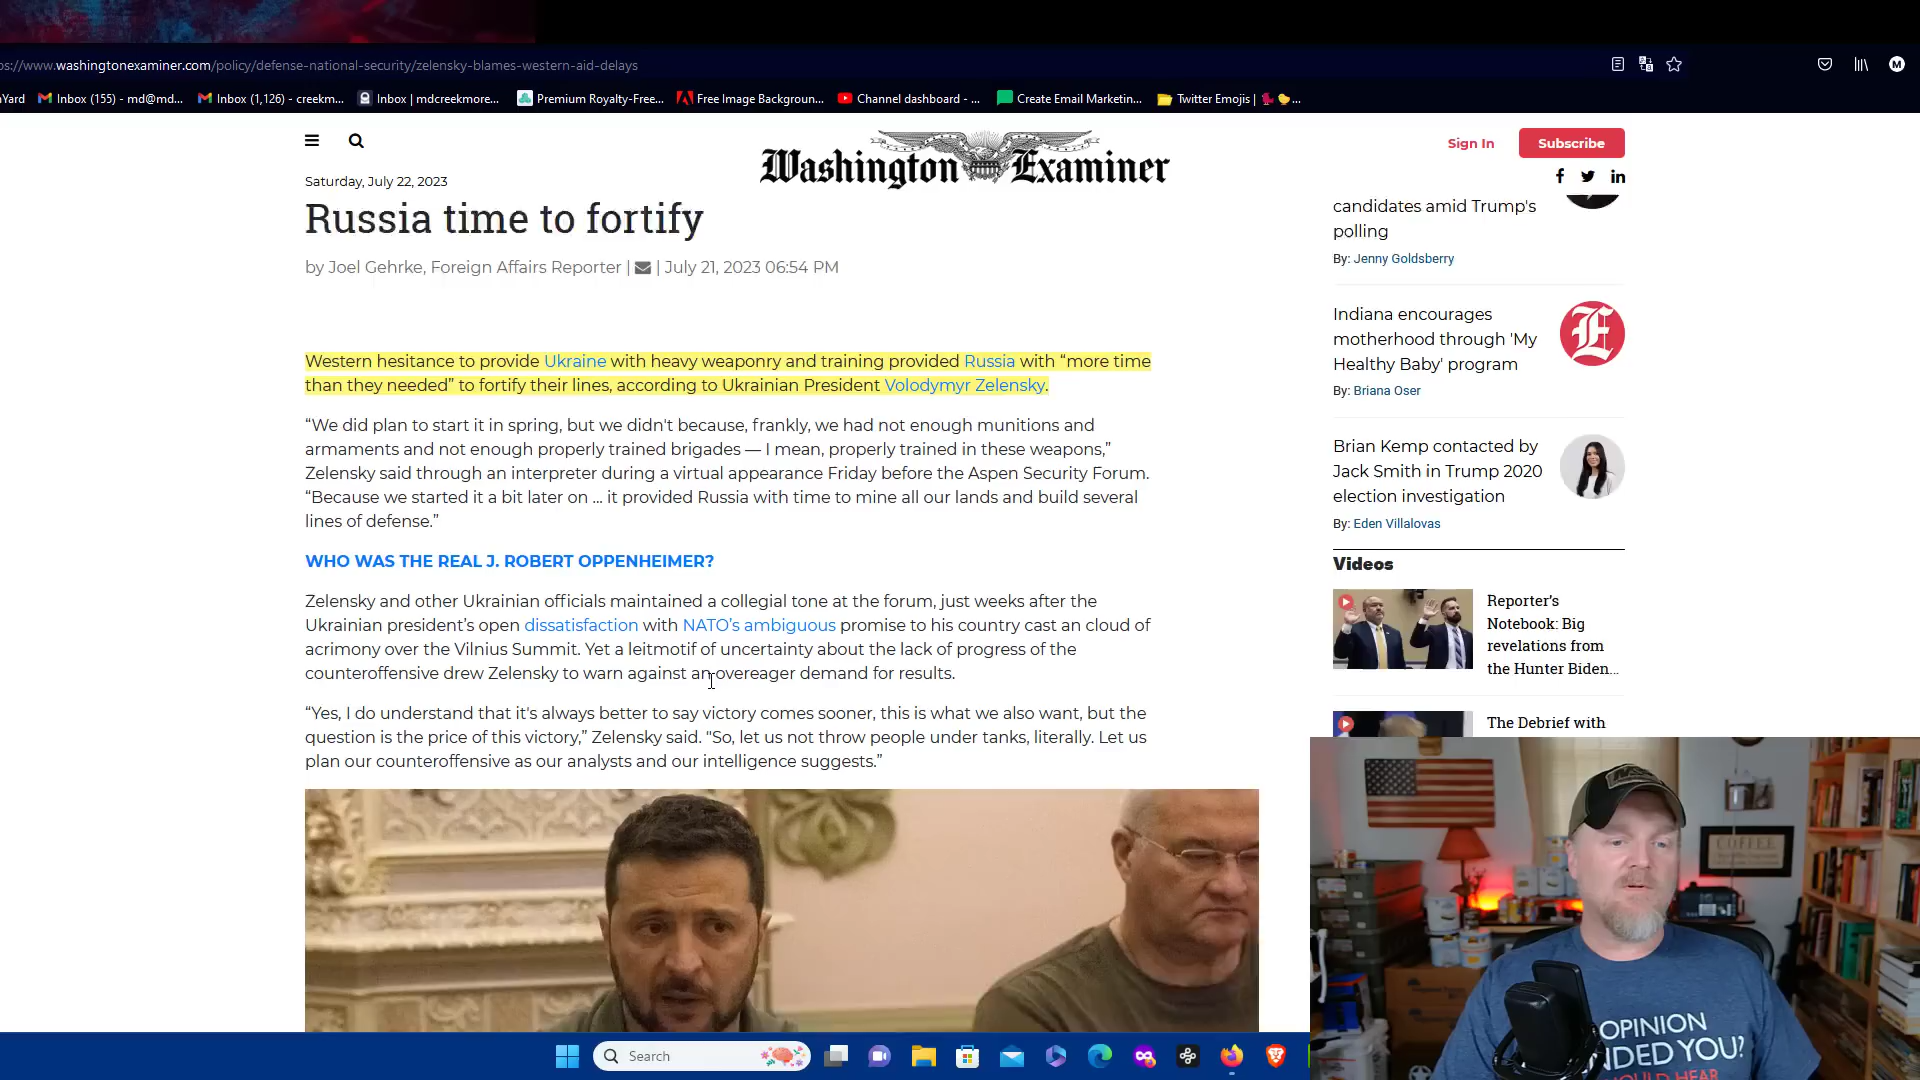 ps://www.washingtonexaminer.com/policy/defense-national-security/zelensky-blames-western-aid-delays
Yard
Inbox (155) - md@md...
Inbox (1,126) - creekm...
Inbox | mdcreekmore...
Premium Royalty-Free...
Free Image Backgroun...
Channel dashboard - ...
Create Email Marketin...
Twitter Emojis |
Washington Examiner
Sign In
Subscribe
Saturday, July 22, 2023
Russia time to fortify
by Joel Gehrke, Foreign Affairs Reporter | | July 21, 2023 06:54 PM
Western hesitance to provide Ukraine with heavy weaponry and training provided Russia with “more time
than they needed” to fortify their lines, according to Ukrainian President Volodymyr Zelensky.
“We did plan to start it in spring, but we didn't because, frankly, we had not enough munitions and
armaments and not enough properly trained brigades — I mean, properly trained in these weapons,”
Zelensky said through an interpreter during a virtual appearance Friday before the Aspen Security Forum.
“Because we started it a bit later on ... it provided Russia with time to mine all our lands and build several
lines of defense.”
WHO WAS THE REAL J. ROBERT OPPENHEIMER?
Zelensky and other Ukrainian officials maintained a collegial tone at the forum, just weeks after the
Ukrainian president’s open dissatisfaction with NATO’s ambiguous promise to his country cast an cloud of
acrimony over the Vilnius Summit. Yet a leitmotif of uncertainty about the lack of progress of the
counteroffensive drew Zelensky to warn against an overeager demand for results.
“Yes, I do understand that it's always better to say victory comes sooner, this is what we also want, but the
question is the price of this victory,” Zelensky said. “So, let us not throw people under tanks, literally. Let us
plan our counteroffensive as our analysts and our intelligence suggests.”
candidates amid Trump's
polling
By: Jenny Goldsberry
Indiana encourages
motherhood through 'My
Healthy Baby' program
By: Briana Oser
Brian Kemp contacted by
Jack Smith in Trump 2020
election investigation
By: Eden Villalovas
Videos
Reporter's
Notebook: Big
revelations from
the Hunter Biden...
The Debrief with
COFFEE
OPINION
NDED YOU?
OULD HEAR
Search